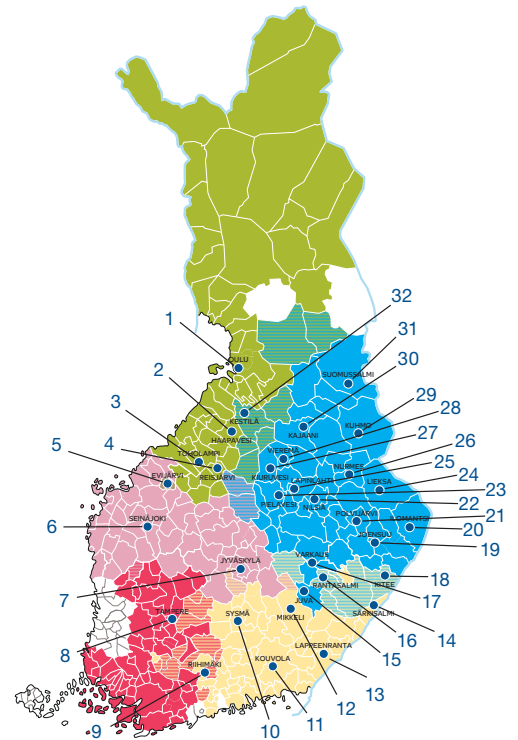 32
1
31
30
OULU
2
SUOMUSSALMI
29
28
3
KESTILÄ
KUHMO
27
KAJAANI
HAAPAVESI
4
26
VIEREMÄ
TOHOLAMPI
25
5
NURMES
KIURUVESI
EVIJÄRVI
REISJÄRVI
24
LAPINLAHTI
LIEKSA
23
PIELAVESI
NILSIÄ
22
21
SEINÄJOKI
POLVIJÄRVI
ILOMANTSI
6
20
JOENSUU
19
JYVÄSKYLÄ
VARKAUS
18
7
KITEE
RANTASALMI
17
JUVA
SÄRKISALMI
TAMPERE
SYSMÄ
MIKKELI
16
14
8
15
LAPPEENRANTA
RIIHIMÄKI
KOUVOLA
13
12
9
10
11